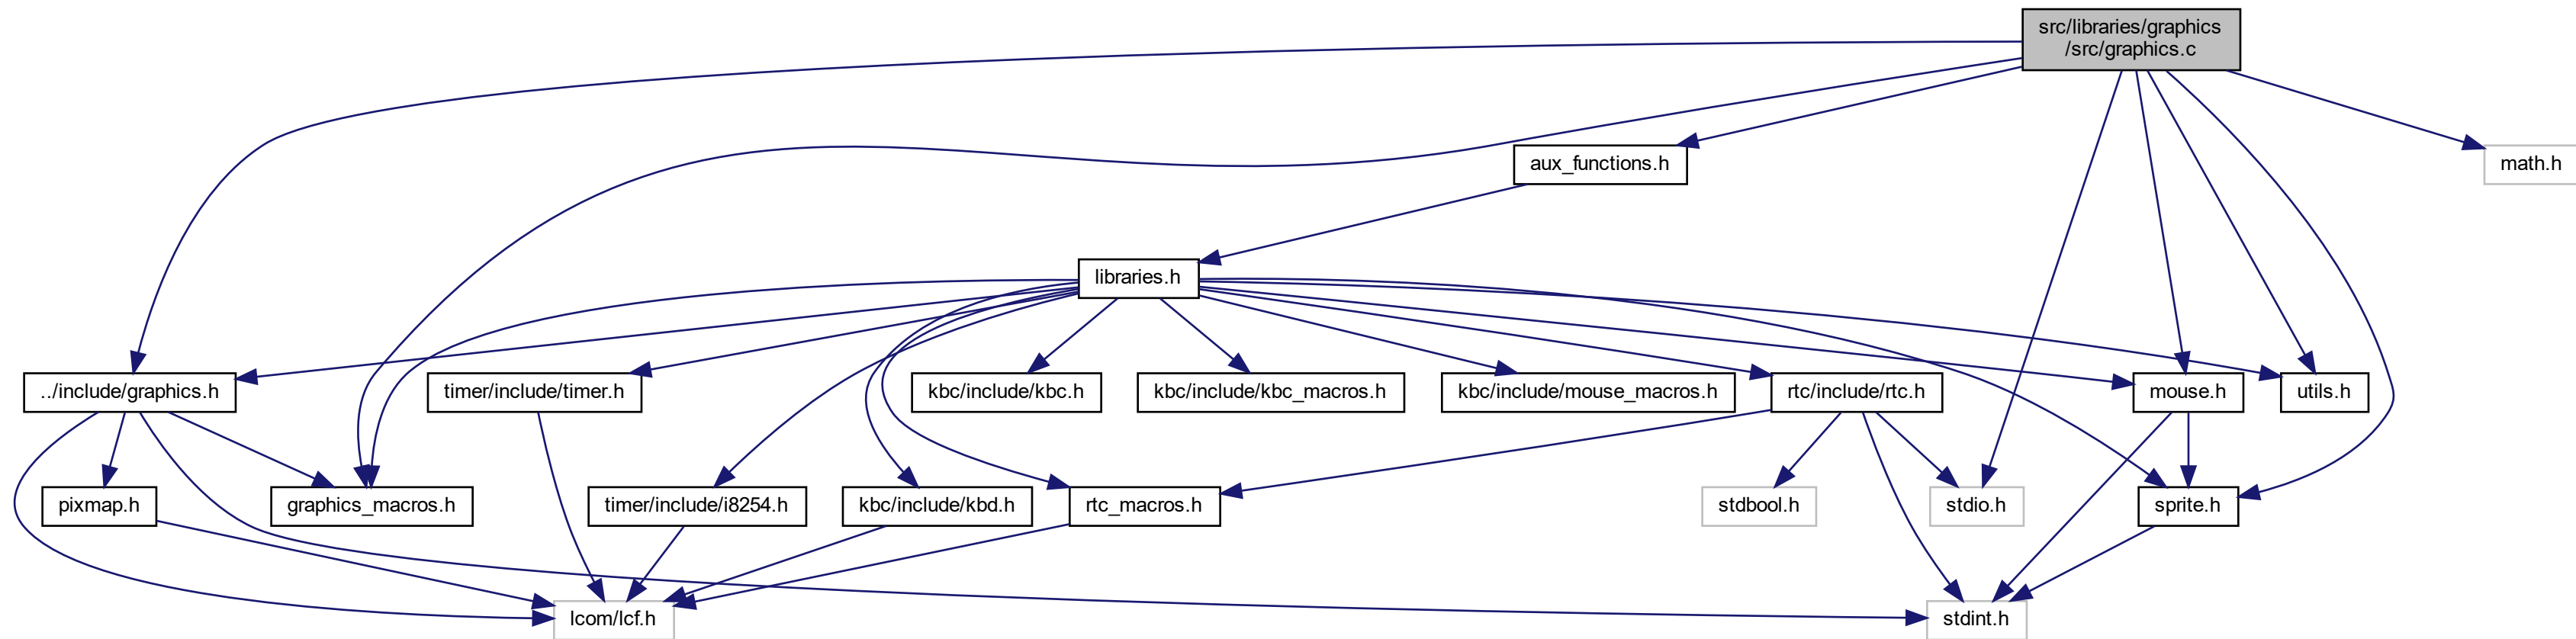 src/libraries/graphics
/src/graphics.c
aux_functions.h
math.h
libraries.h
../include/graphics.h
timer/include/timer.h
kbc/include/kbc.h
kbc/include/kbc_macros.h
kbc/include/mouse_macros.h
rtc/include/rtc.h
mouse.h
utils.h
pixmap.h
graphics_macros.h
timer/include/i8254.h
kbc/include/kbd.h
rtc_macros.h
stdbool.h
stdio.h
sprite.h
lcom/lcf.h
stdint.h